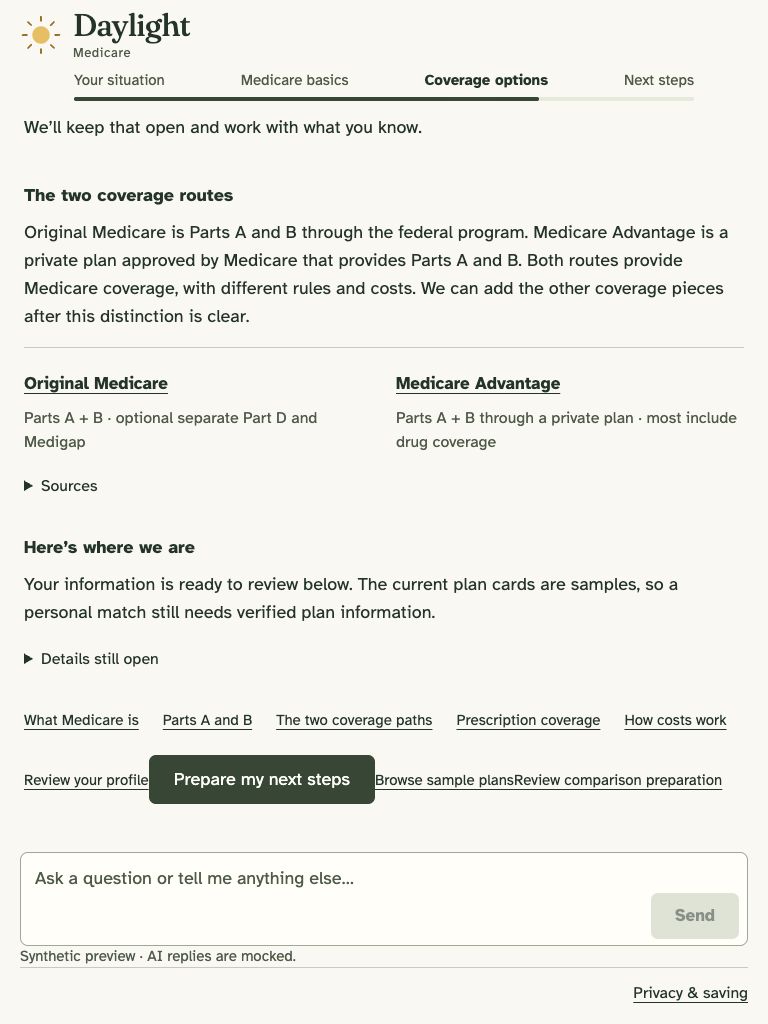 Daylight
Medicare
Your situation
Medicare basics
Coverage options
Next steps
We’ll keep that open and work with what you know.
The two coverage routes
Original Medicare is Parts A and B through the federal program. Medicare Advantage is a
private plan approved by Medicare that provides Parts A and B. Both routes provide
Medicare coverage, with different rules and costs. We can add the other coverage pieces
after this distinction is clear.
Original Medicare
Parts A + B · optional separate Part D and
Medigap
Medicare Advantage
Parts A + B through a private plan · most include
drug coverage
Sources
Here’s where we are
Your information is ready to review below. The current plan cards are samples, so a
personal match still needs verified plan information.
Details still open
What Medicare is
Parts A and B
The two coverage paths
Prescription coverage
How costs work
Review your profile
Prepare my next steps
Browse sample plans
Review comparison preparation
Ask a question or tell me anything else...
Send
Synthetic preview · AI replies are mocked.
Privacy & saving